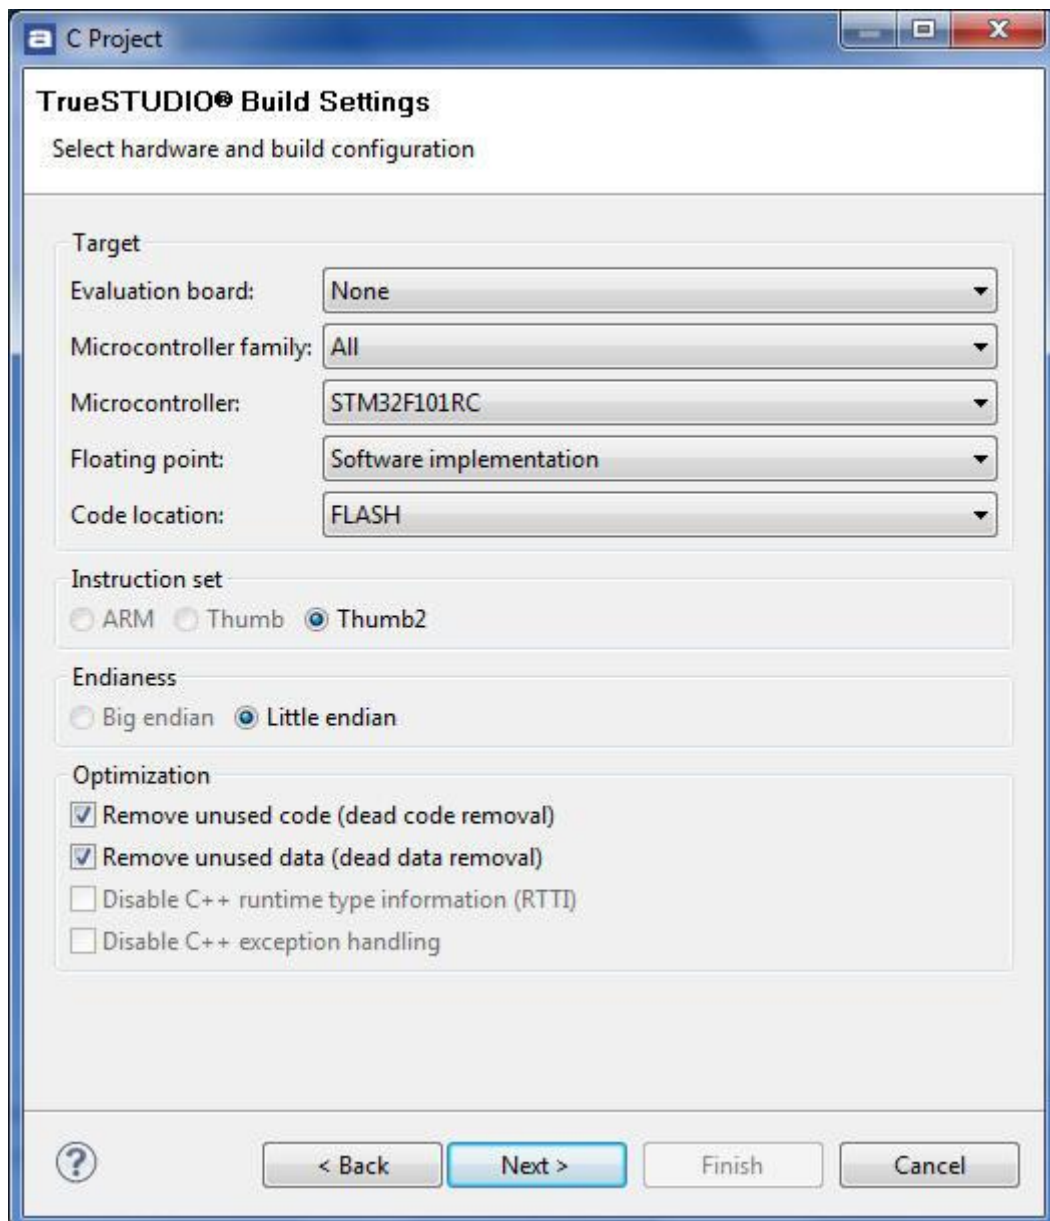 a C Project
TrueSTUDIO® Build Settings
Select hardware and build configuration
Target
Evaluation board: None
Microcontroller family: All
Microcontroller: STM32F101RC
Floating point: Software implementation
Code location: FLASH
Instruction set
ARM Thumb Thumb2
Endianess
Big endian Little endian
Optimization
Remove unused code (dead code removal)
Remove unused data (dead data removal)
Disable C++ runtime type information (RTTI)
Disable C++ exception handling
? < Back Next > Finish Cancel